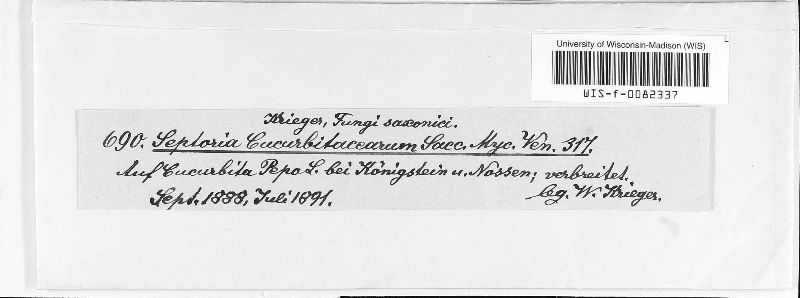 University of Wisconsin-Madison (WIS)
WIS-f-0082337
Krieger, Fungi saxonici.
690. Septoria Cucurbitacearum Sacc. Myc. Ven. 317.
Auf Cucurbita Pepo L. bei Königstein u. Nossen; verbreitet.
Sept. 1888, Juli 1891. lg. W. Krieger.